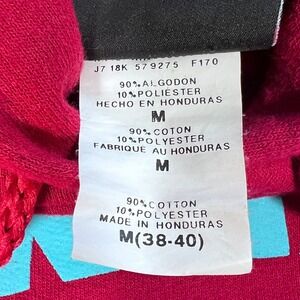 J7 18K 579275 F170
90% ALGODON
10% POLIESTER
HECHO EN HONDURAS
M
90% COTON
10% POLYESTER
FABRIQUE AU HONDURAS
M
90% COTTON
10% POLYESTER
MADE IN HONDURAS
M(38-40)